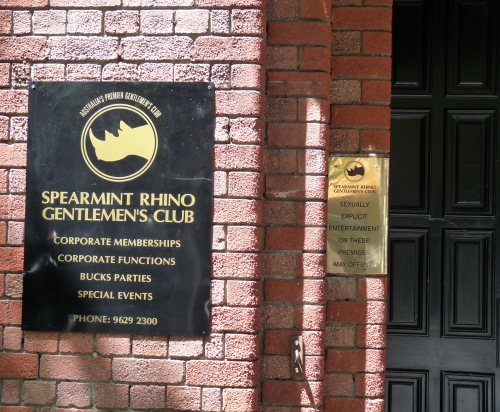 AUSTRALIA'S PREMIER GENTLEMEN'S CLUB
SPEARMINT RHINO
GENTLEMEN'S CLUB
CORPORATE MEMBERSHIPS
CORPORATE FUNCTIONS
BUCKS PARTIES
SPECIAL EVENTS
PHONE: 9629 2300
SPEARMINT RHINO
GENTLEMEN'S CLUB
SEXUALLY
EXPLICIT
ENTERTAINMENT
ON THESE
PREMISES
MAY OFFEND